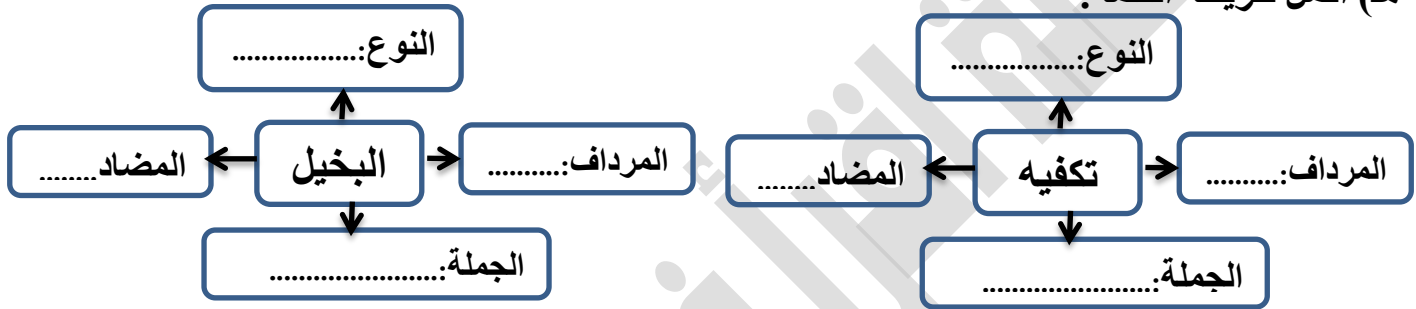 النوع:.................
النوع:.................
المرداف:..........
تكفيه
المضاد........
المرداف:..........
البخيل
المضاد........
الجملة:.......................
الجملة:.......................